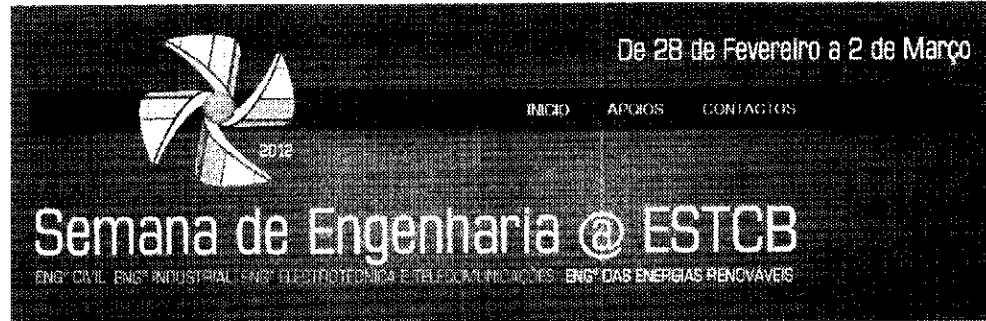 De 28 de Fevereiro a 2 de Março
INICIO APOIOS CONTACTOS
2012
Semana de Engenharia @ ESTCB
ENGª CIVIL ENGª INDUSTRIAL ENGª ELECTROTÉCNICA E TELECOMUNICAÇÕES ENGª DAS ENERGIAS RENOVÁVEIS